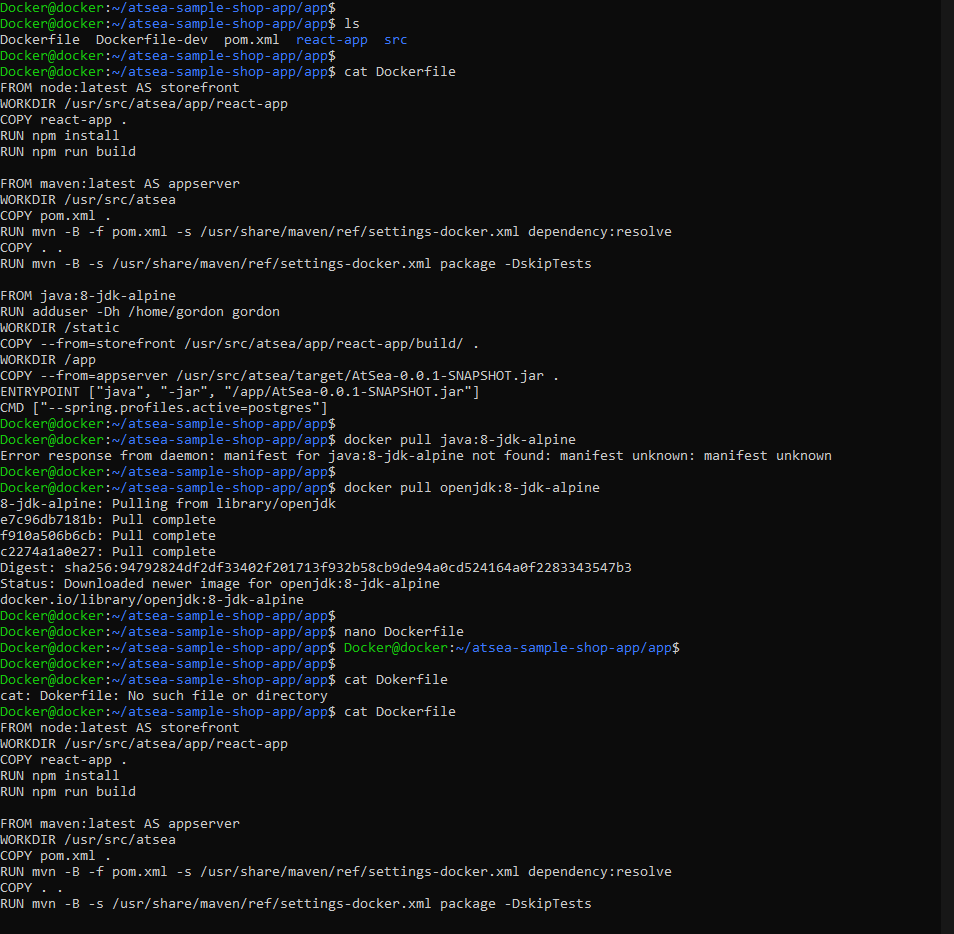 Docker@docker:~/atsea-sample-shop-app/app$
Docker@docker:~/atsea-sample-shop-app/app$ ls
Dockerfile  Dockerfile-dev  pom.xml  react-app  src
Docker@docker:~/atsea-sample-shop-app/app$
Docker@docker:~/atsea-sample-shop-app/app$ cat Dockerfile
FROM node:latest AS storefront
WORKDIR /usr/src/atsea/app/react-app
COPY react-app .
RUN npm install
RUN npm run build

FROM maven:latest AS appserver
WORKDIR /usr/src/atsea
COPY pom.xml .
RUN mvn -B -f pom.xml -s /usr/share/maven/ref/settings-docker.xml dependency:resolve
COPY . .
RUN mvn -B -s /usr/share/maven/ref/settings-docker.xml package -DskipTests

FROM java:8-jdk-alpine
RUN adduser -Dh /home/gordon gordon
WORKDIR /static
COPY --from=storefront /usr/src/atsea/app/react-app/build/ .
WORKDIR /app
COPY --from=appserver /usr/src/atsea/target/AtSea-0.0.1-SNAPSHOT.jar .
ENTRYPOINT ["java", "-jar", "/app/AtSea-0.0.1-SNAPSHOT.jar"]
CMD ["--spring.profiles.active=postgres"]
Docker@docker:~/atsea-sample-shop-app/app$
Docker@docker:~/atsea-sample-shop-app/app$ docker pull java:8-jdk-alpine
Error response from daemon: manifest for java:8-jdk-alpine not found: manifest unknown: manifest unknown
Docker@docker:~/atsea-sample-shop-app/app$
Docker@docker:~/atsea-sample-shop-app/app$ docker pull openjdk:8-jdk-alpine
8-jdk-alpine: Pulling from library/openjdk
e7c96db7181b: Pull complete
f910a506b6cb: Pull complete
c2274a1a0e27: Pull complete
Digest: sha256:94792824df2df33402f201713f932b58cb9de94a0cd524164a0f2283343547b3
Status: Downloaded newer image for openjdk:8-jdk-alpine
docker.io/library/openjdk:8-jdk-alpine
Docker@docker:~/atsea-sample-shop-app/app$
Docker@docker:~/atsea-sample-shop-app/app$ nano Dockerfile
Docker@docker:~/atsea-sample-shop-app/app$ Docker@docker:~/atsea-sample-shop-app/app$
Docker@docker:~/atsea-sample-shop-app/app$
Docker@docker:~/atsea-sample-shop-app/app$ cat Dokerfile
cat: Dokerfile: No such file or directory
Docker@docker:~/atsea-sample-shop-app/app$ cat Dockerfile
FROM node:latest AS storefront
WORKDIR /usr/src/atsea/app/react-app
COPY react-app .
RUN npm install
RUN npm run build

FROM maven:latest AS appserver
WORKDIR /usr/src/atsea
COPY pom.xml .
RUN mvn -B -f pom.xml -s /usr/share/maven/ref/settings-docker.xml dependency:resolve
COPY . .
RUN mvn -B -s /usr/share/maven/ref/settings-docker.xml package -DskipTests